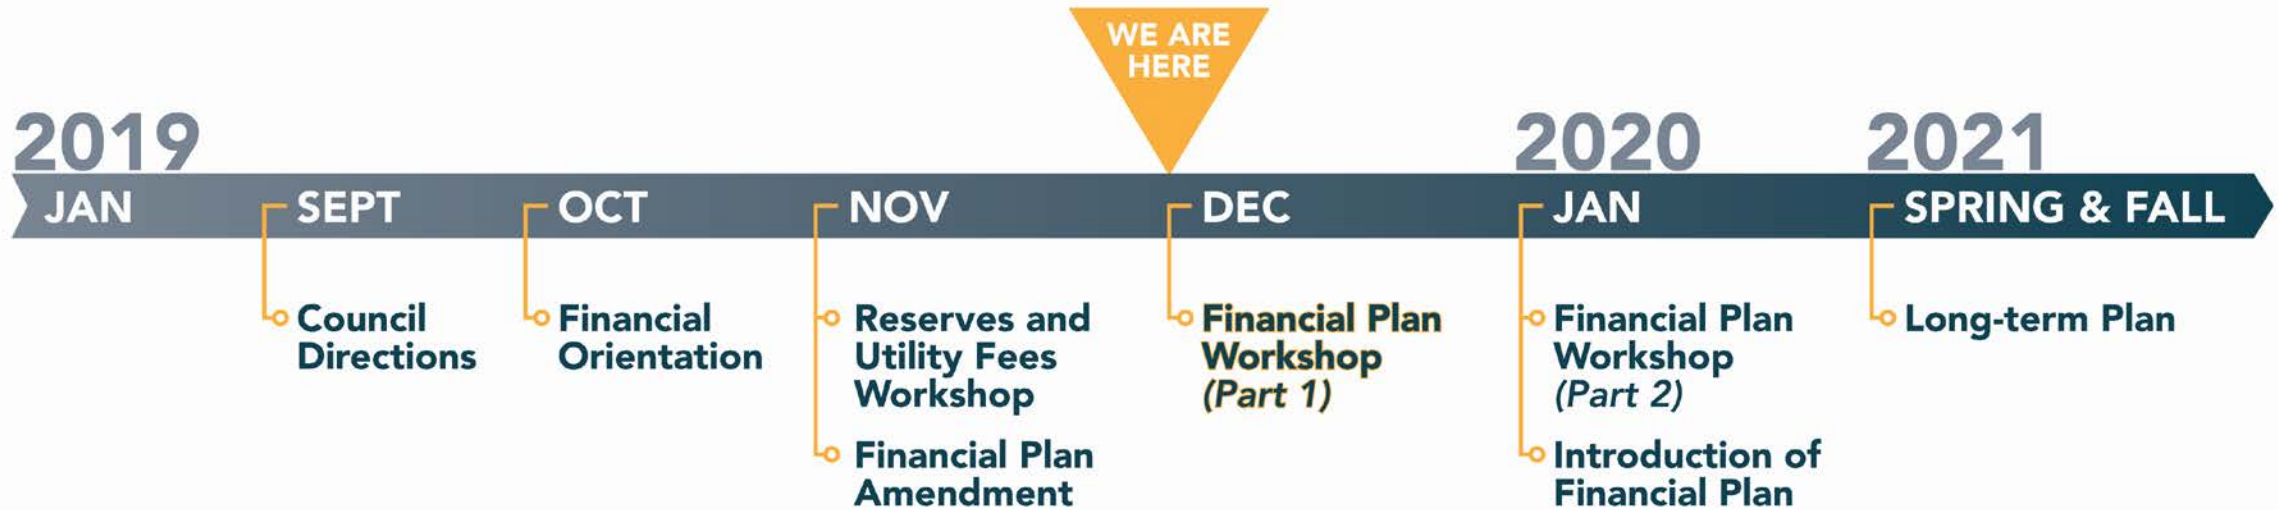 WE ARE
HERE
2019
2020
2021
JAN
SEPT
OCT
NOV
DEC
JAN
SPRING & FALL
Council
Directions
Financial
Orientation
Reserves and
Utility Fees
Workshop
Financial Plan
Amendment
Financial Plan
Workshop
(Part 1)
Financial Plan
Workshop
(Part 2)
Introduction of
Financial Plan
Long-term Plan